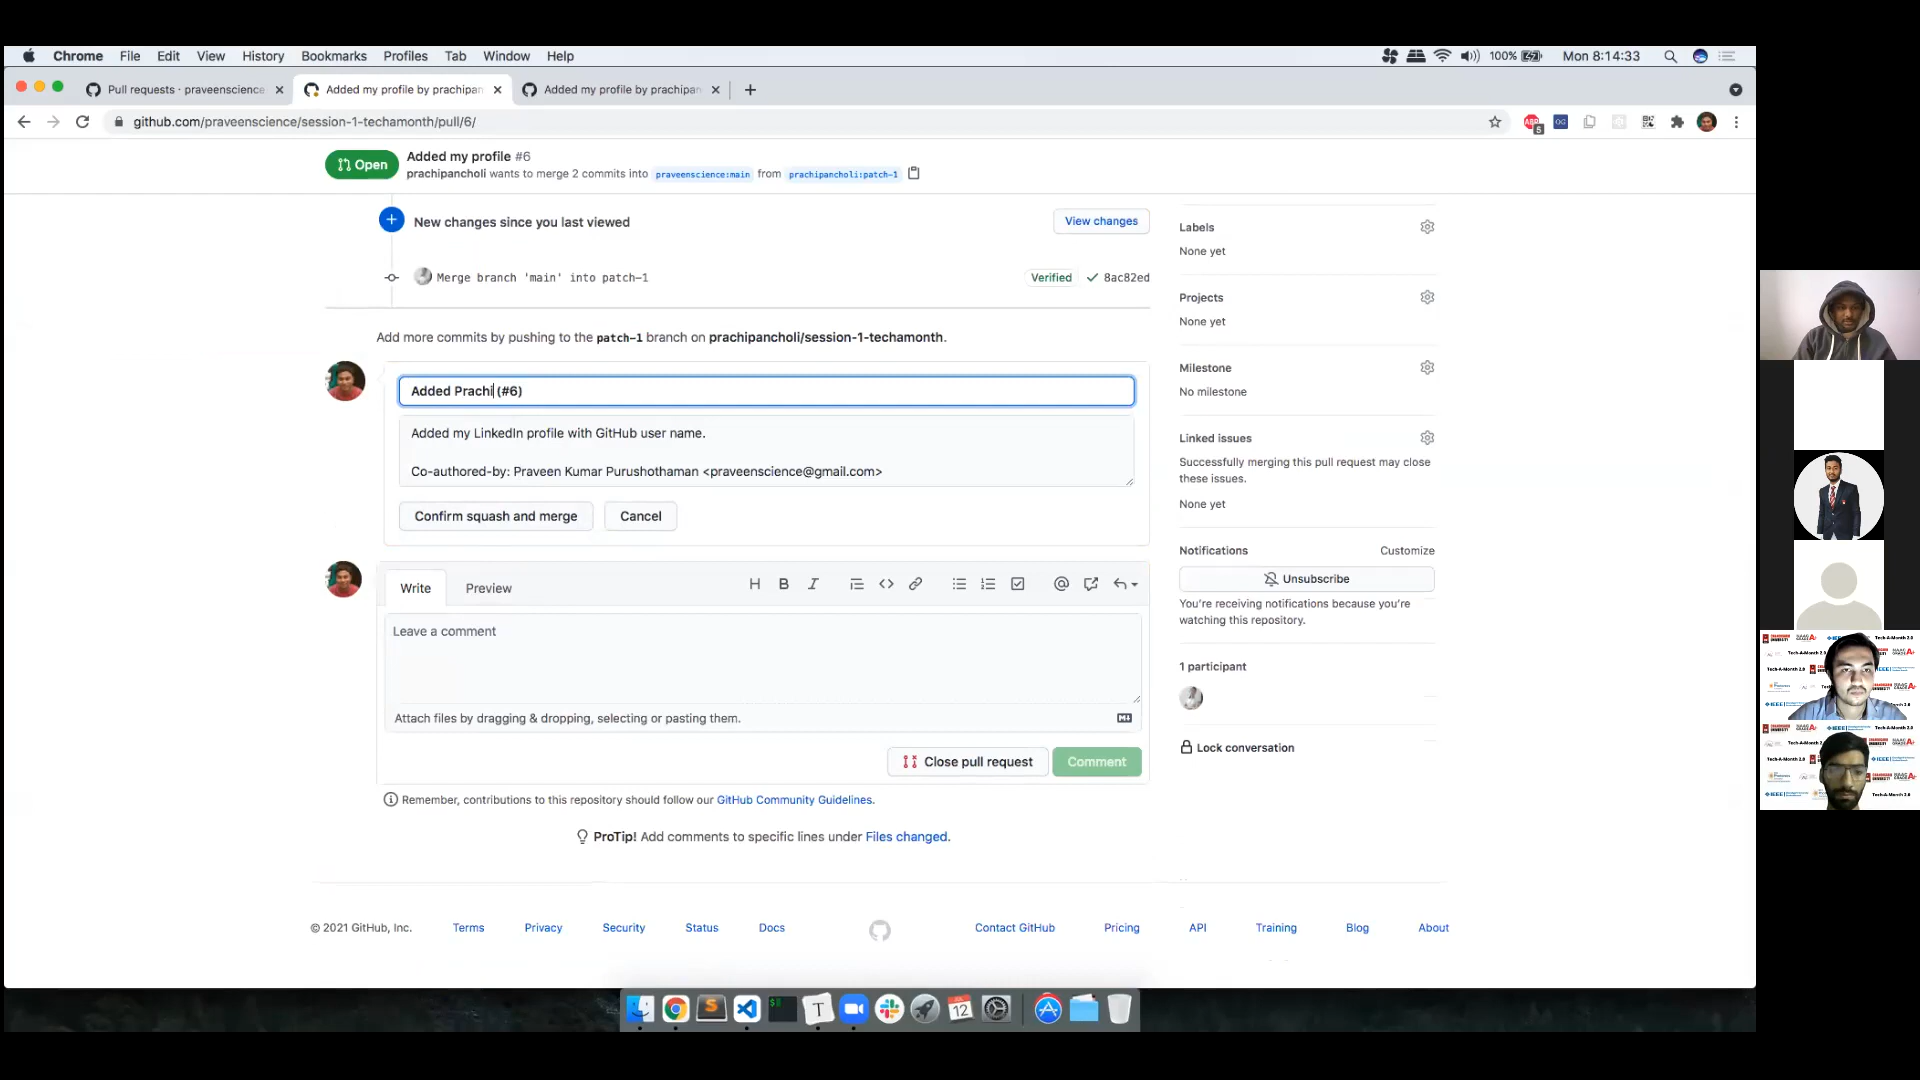 Chrome File Edit View History Bookmarks Profiles Tab Window Help 100% Mon 8:14:33
Pull requests · praveenscience Added my profile by prachipan Added my profile by prachipan
github.com/praveenscience/session-1-techamonth/pull/6/
Open Added my profile #6
prachipancholi wants to merge 2 commits into praveenscience:main from prachipancholi:patch-1
New changes since you last viewed View changes
Merge branch 'main' into patch-1 Verified 8ac82ed
Add more commits by pushing to the patch-1 branch on prachipancholi/session-1-techamonth.
Added Prachi (#6)
Added my LinkedIn profile with GitHub user name.
Co-authored-by: Praveen Kumar Purushothaman <praveenscience@gmail.com>
Confirm squash and merge Cancel
Write Preview
Leave a comment
Attach files by dragging & dropping, selecting or pasting them.
Close pull request Comment
Remember, contributions to this repository should follow our GitHub Community Guidelines.
ProTip! Add comments to specific lines under Files changed.
Labels
None yet
Projects
None yet
Milestone
No milestone
Linked issues
Successfully merging this pull request may close
these issues.
None yet
Notifications Customize
Unsubscribe
You're receiving notifications because you're
watching this repository.
1 participant
Lock conversation
© 2021 GitHub, Inc. Terms Privacy Security Status Docs Contact GitHub Pricing API Training Blog About